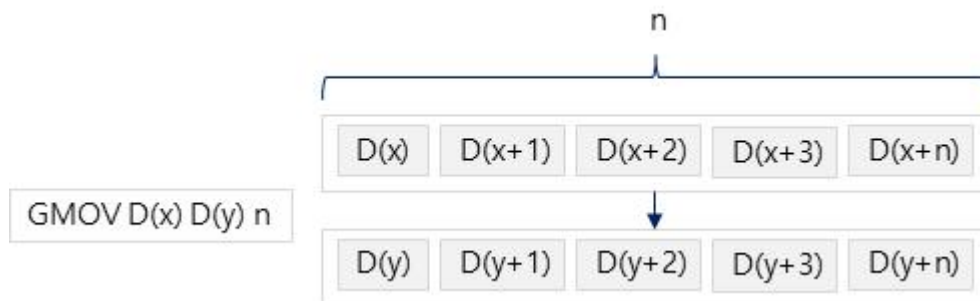 n
D(x) D(x+1) D(x+2) D(x+3) D(x+n)
GMOV D(x) D(y) n
D(y) D(y+1) D(y+2) D(y+3) D(y+n)